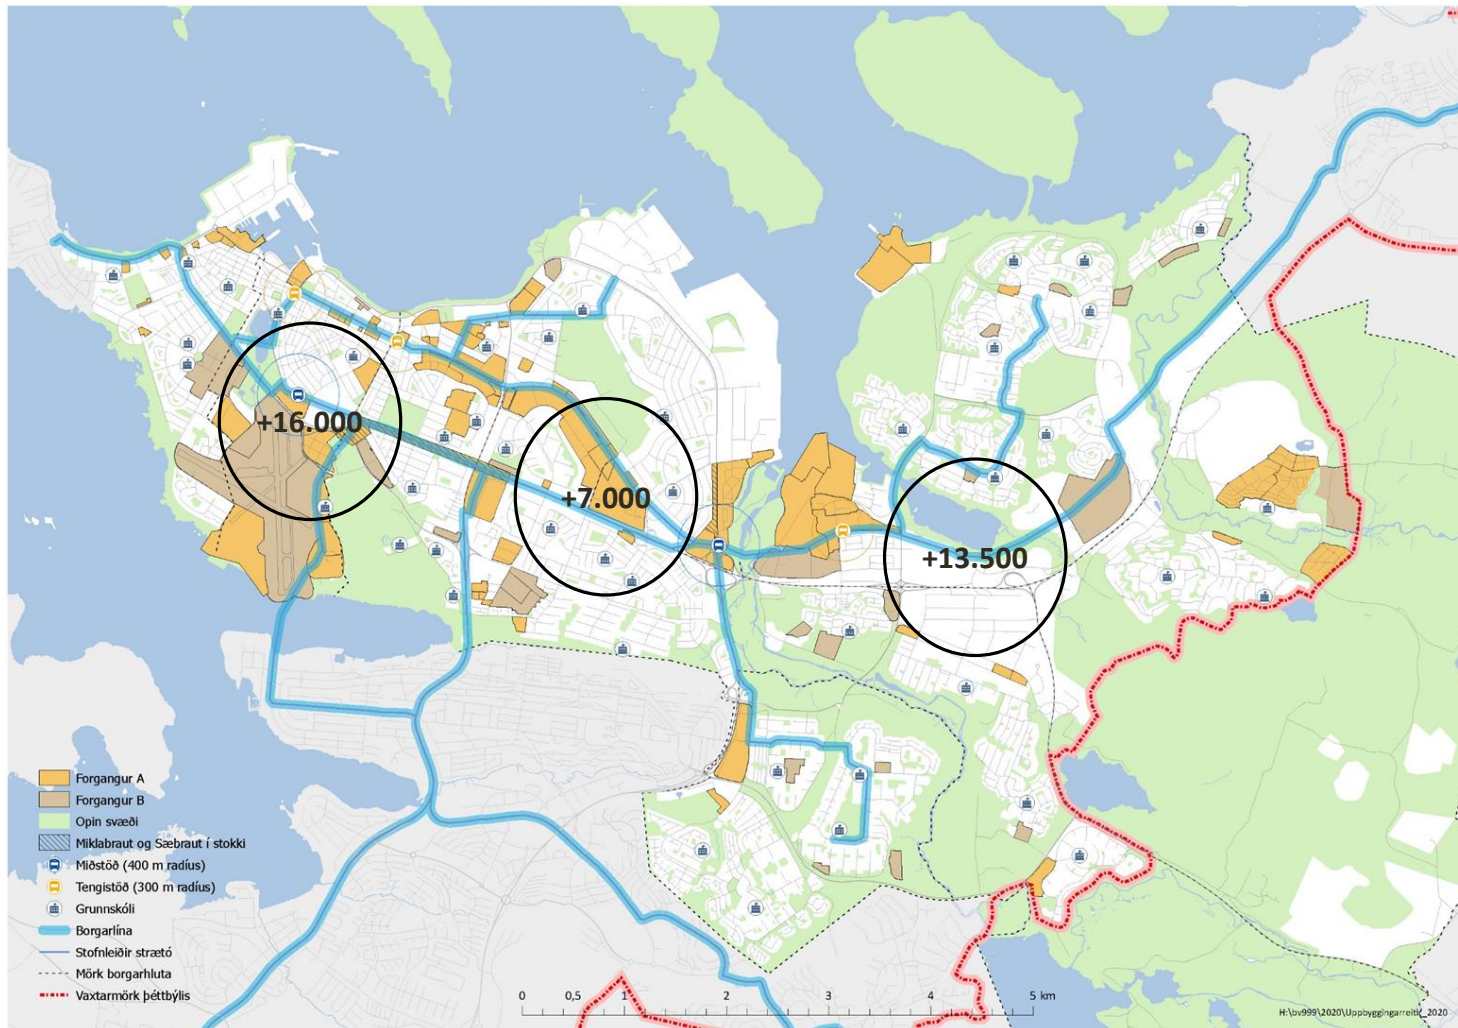 +16.000
+7.000
+13.500
Forgangur A
Forgangur B
Opin svæði
Miklabraut og Sæbraut í stokki
Miðstöð (400 m radíus)
Tengistöð (300 m radíus)
Grunnskóli
Borgarlína
Stofnleiðir strætó
Mörk borgarhluta
Vaxtarmörk þéttbýlis
0 0,5 1 2 3 4 5 km
H:\bv999\2020\Uppbyggingarreitir_2020